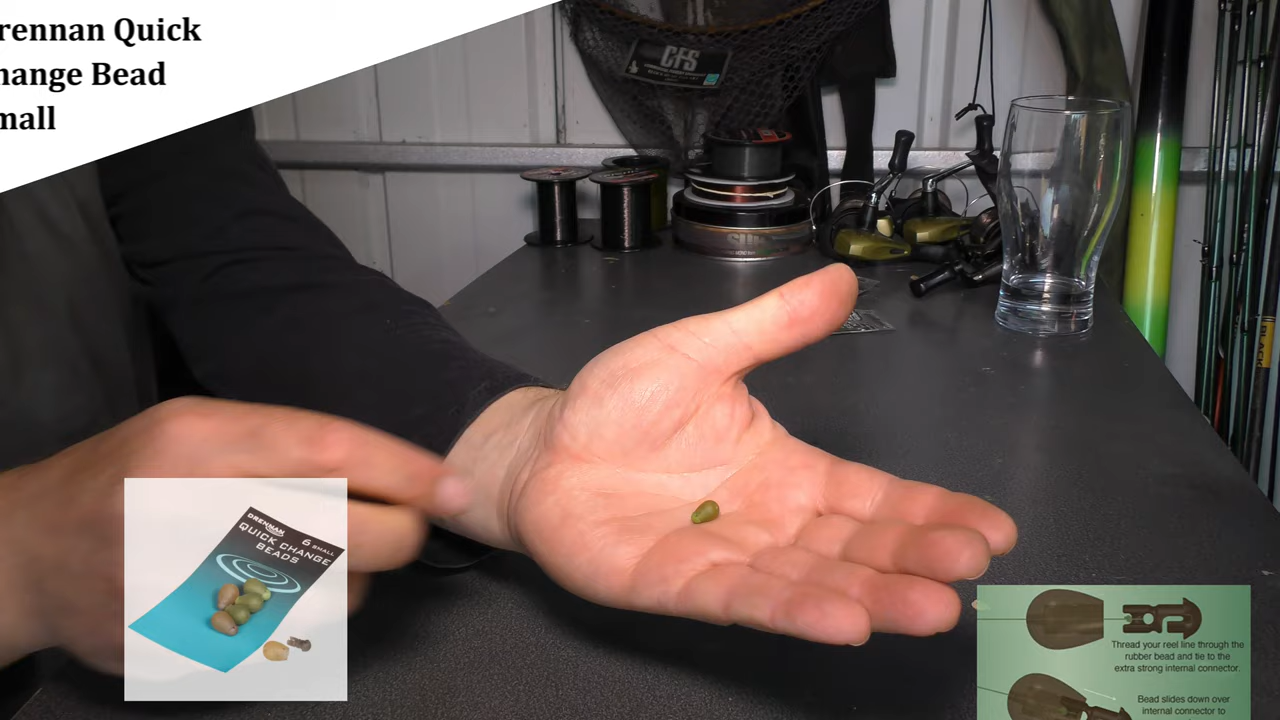 rennan Quick
hange Bead
mall
CFS
DRENNAN
6 SMALL
QUICK CHANGE
BEADS
Thread your reel line through the
rubber bead and tie to the
extra strong internal connector.
Bead slides down over
internal connector to